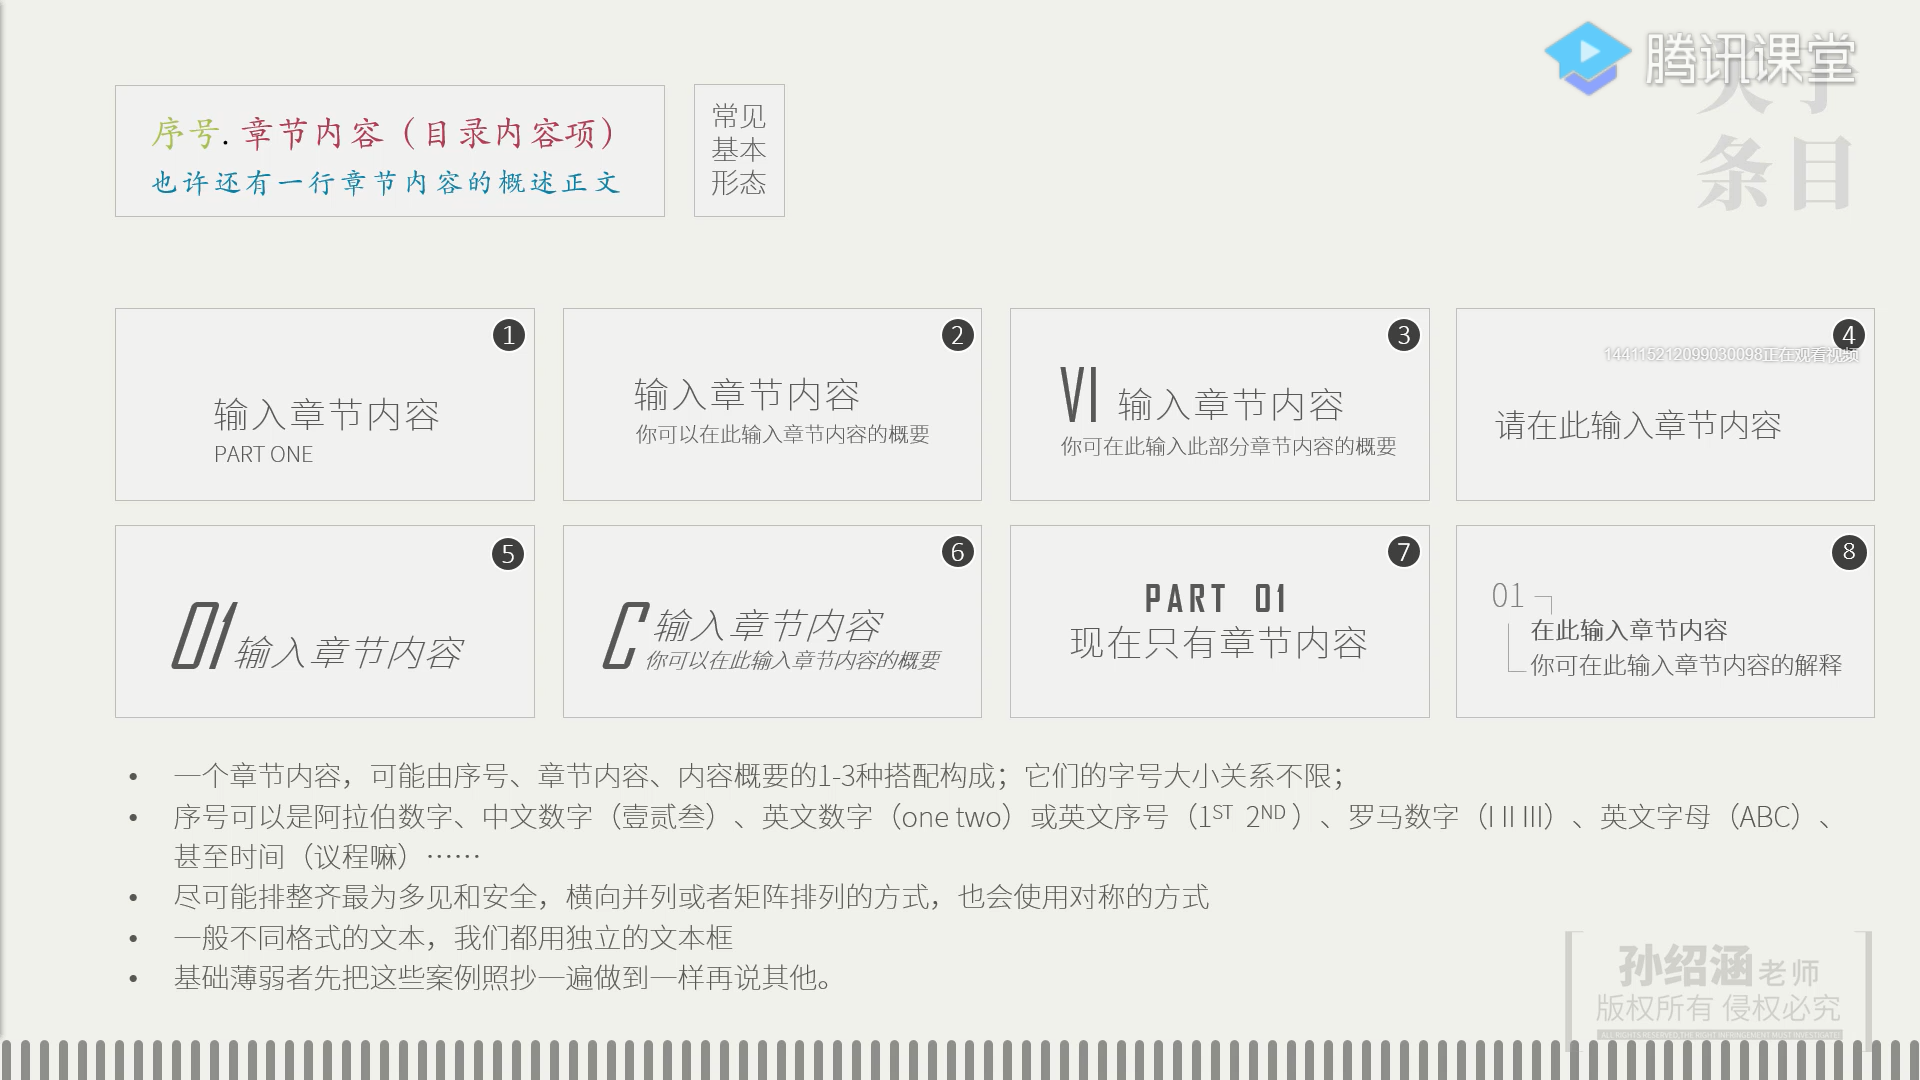 腾讯课堂
关于
条目
序号. 章节内容（目录内容项）
也许还有一行章节内容的概述正文
常见
基本
形态
1
输入章节内容
PART ONE
2
输入章节内容
你可以在此输入章节内容的概要
3
VI 输入章节内容
你可在此输入此部分章节内容的概要
4
144115212099030098正在观看视频
请在此输入章节内容
5
01 输入章节内容
6
C 输入章节内容
你可以在此输入章节内容的概要
7
PART 01
现在只有章节内容
8
01
在此输入章节内容
你可在此输入章节内容的解释
• 一个章节内容，可能由序号、章节内容、内容概要的1-3种搭配构成；它们的字号大小关系不限；
• 序号可以是阿拉伯数字、中文数字（壹贰叁）、英文数字（one two）或英文序号（1ST 2ND ）、罗马数字（I II III）、英文字母（ABC）、
甚至时间（议程嘛）……
• 尽可能排整齐最为多见和安全，横向并列或者矩阵排列的方式，也会使用对称的方式
• 一般不同格式的文本，我们都用独立的文本框
• 基础薄弱者先把这些案例照抄一遍做到一样再说其他。
孙绍涵老师
版权所有 侵权必究
ALL RIGHTS RESERVED,THE RIGHT INFRINGEMENT MUST INVESTIGATE